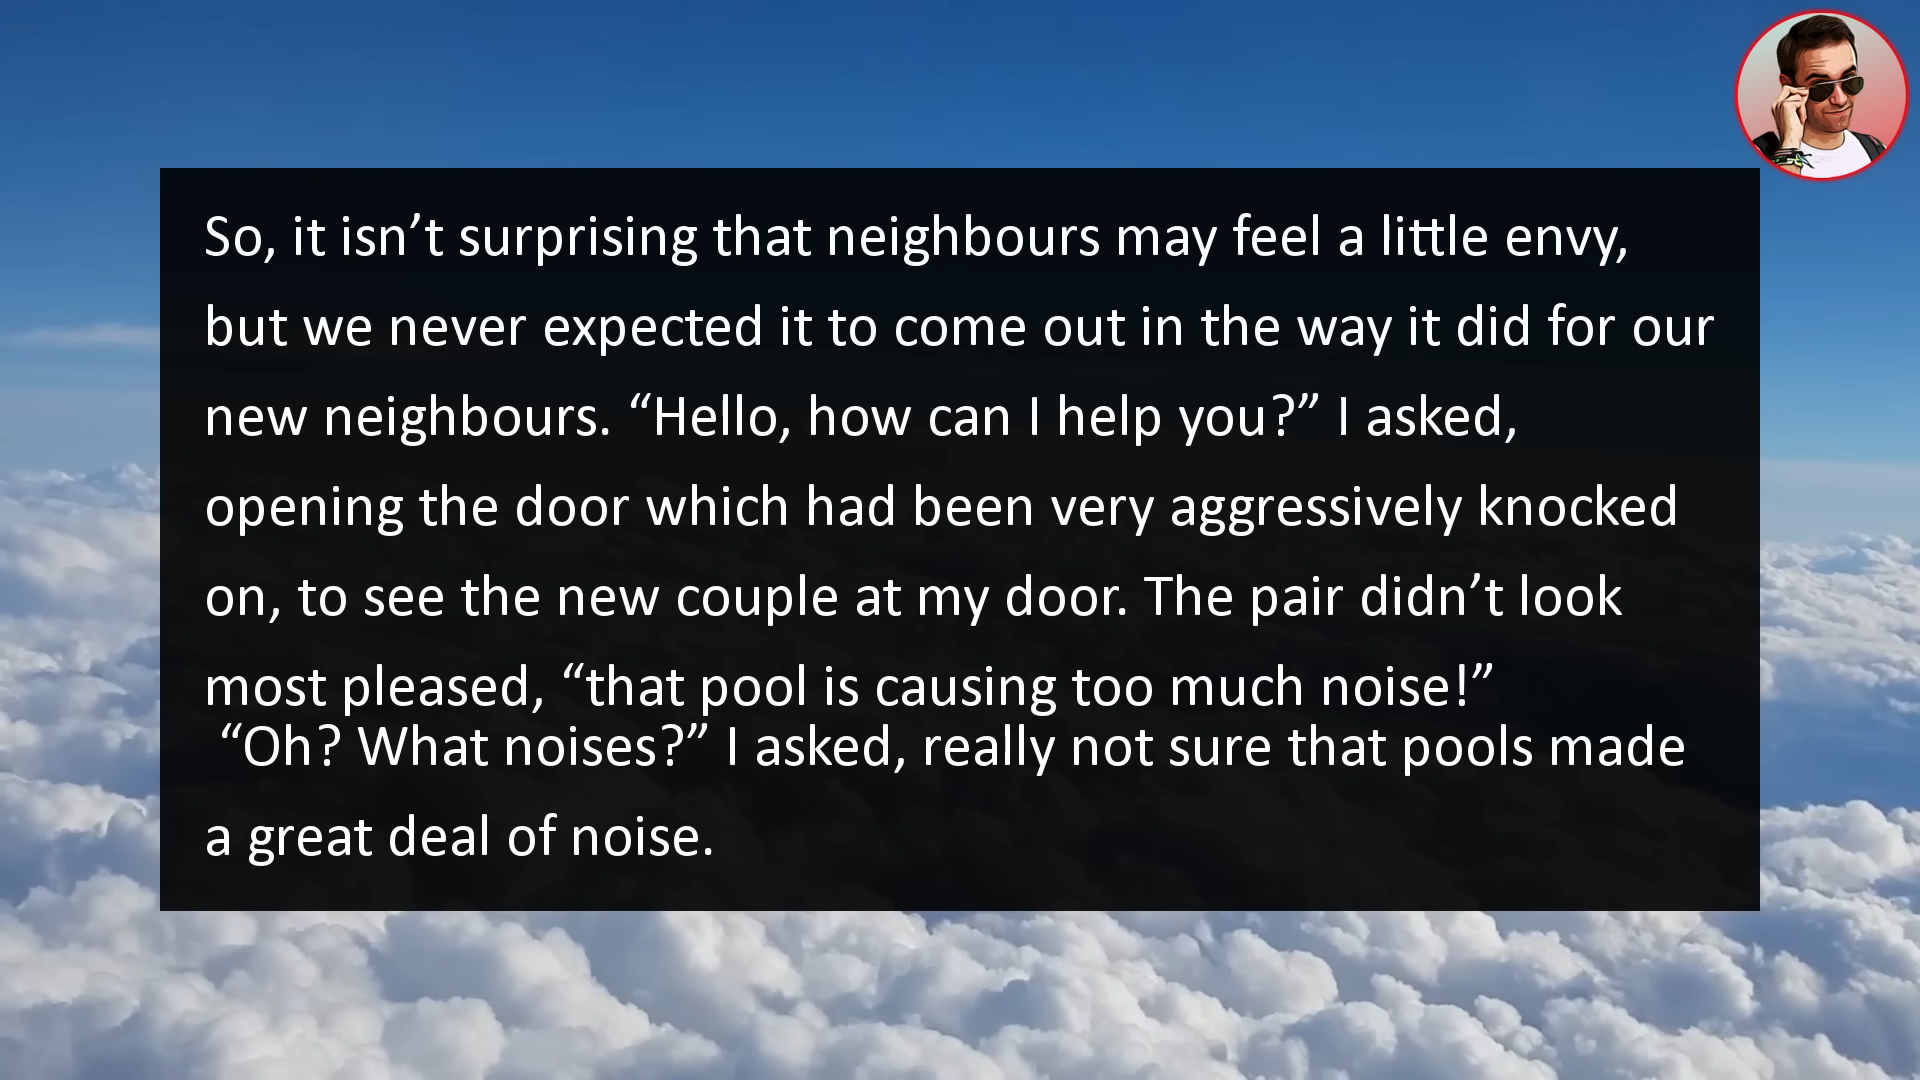 So, it isn’t surprising that neighbours may feel a little envy,
but we never expected it to come out in the way it did for our
new neighbours. “Hello, how can I help you?” I asked,
opening the door which had been very aggressively knocked
on, to see the new couple at my door. The pair didn’t look
most pleased, “that pool is causing too much noise!”
“Oh? What noises?” I asked, really not sure that pools made
a great deal of noise.